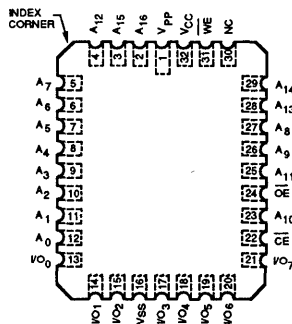 INDEX
CORNER
A12 A15 A16 VPP VCC WE NC
4 3 2 1 32 31 30
A7 5 29 A14
A6 6 28 A13
A5 7 27 A8
A4 8 26 A9
A3 9 25 A11
A2 10 24 OE
A1 11 23 A10
A0 12 22 CE
I/O0 13 21 I/O7
14 15 16 17 18 19 20
I/O1 I/O2 VSS I/O3 I/O4 I/O5 I/O6